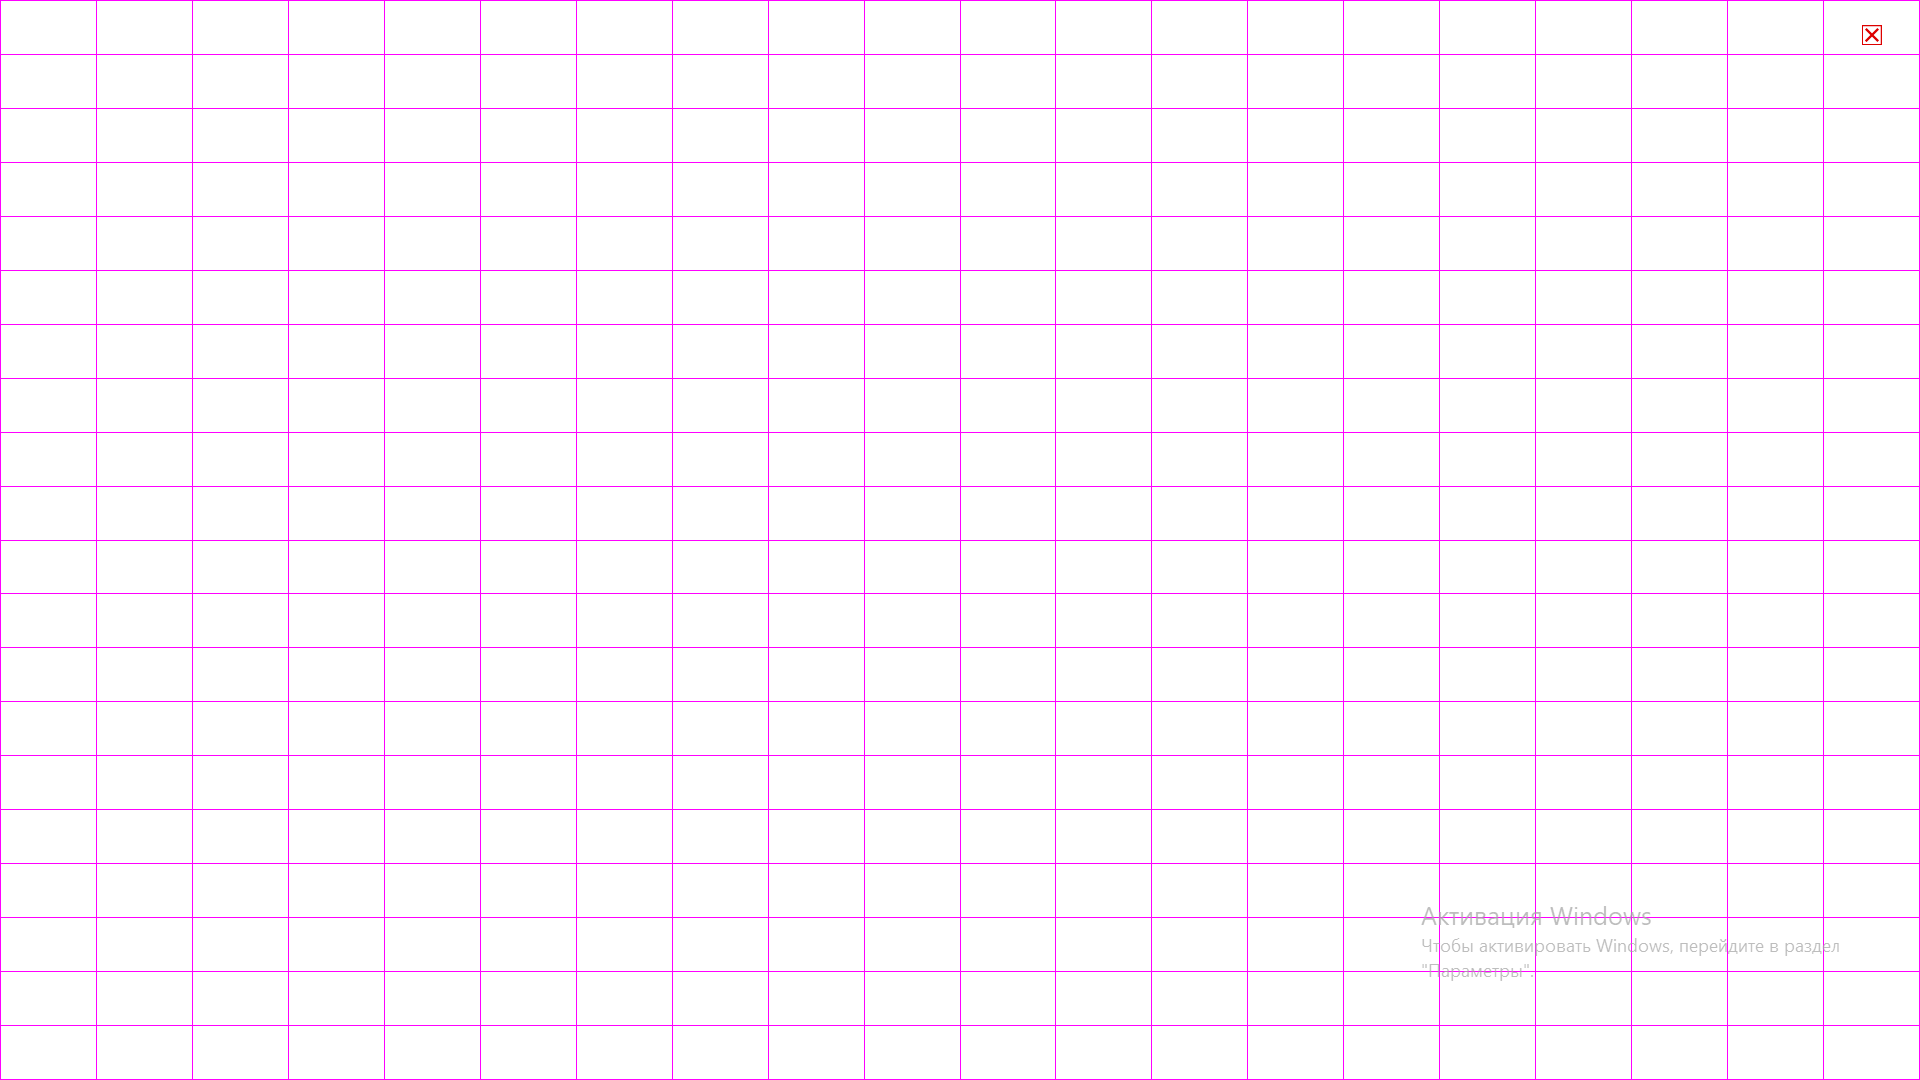 Активация Windows
Чтобы активировать Windows, перейдите в раздел
"Параметры".